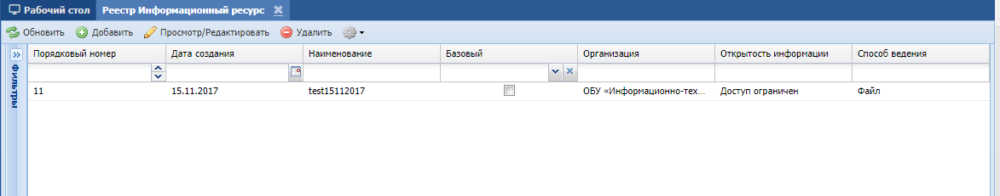 Рабочий стол Реестр Информационный ресурс
Обновить Добавить Просмотр/Редактировать Удалить
Фильтры
Порядковый номер Дата создания Наименование Базовый Организация Открытость информации Способ ведения
11 15.11.2017 test15112017 ОБУ «Информационно-тех... Доступ ограничен Файл